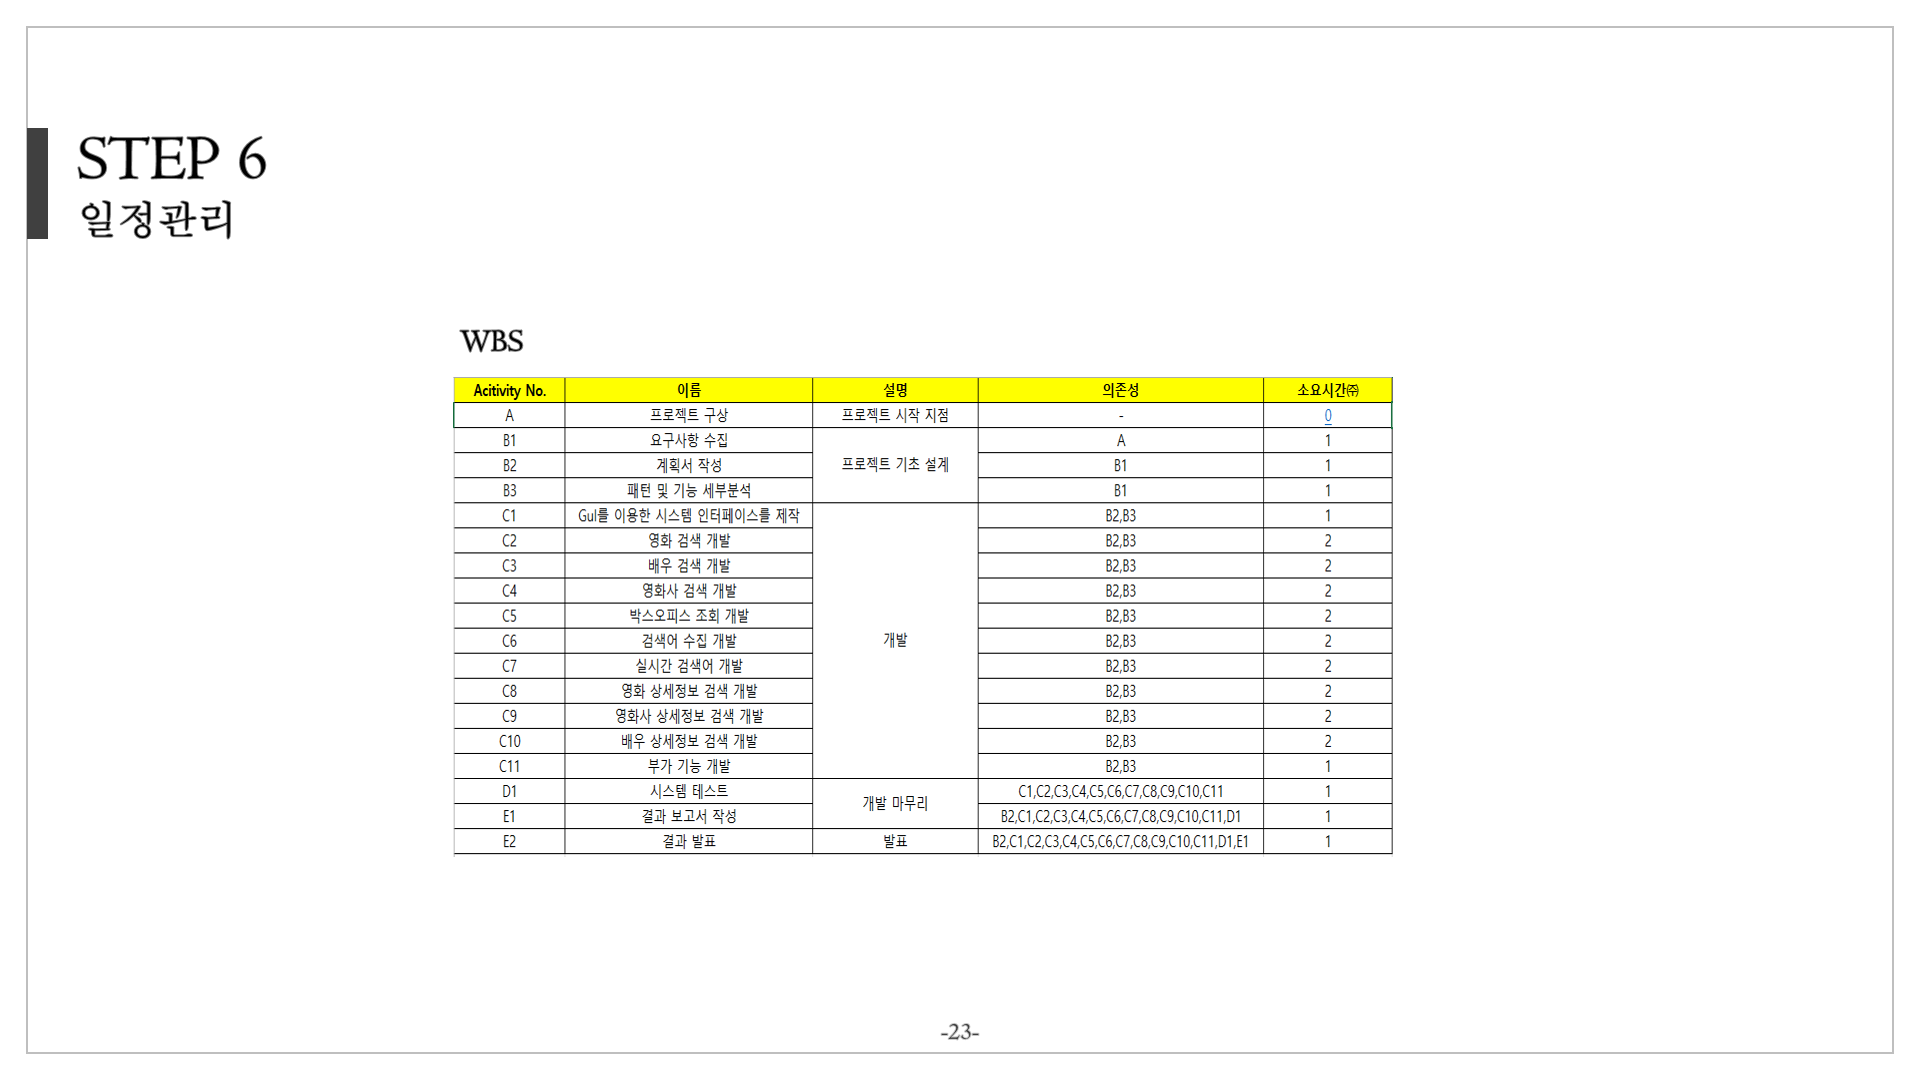 STEP 6
일정관리
WBS
Acitivity No. 이름 설명 의존성 소요시간㈜
A 프로젝트 구상 프로젝트 시작 지점 - 0
B1 요구사항 수집 프로젝트 기초 설계 A 1
B2 계획서 작성 B1 1
B3 패턴 및 기능 세부분석 B1 1
C1 GuI를 이용한 시스템 인터페이스를 제작 개발 B2,B3 1
C2 영화 검색 개발 B2,B3 2
C3 배우 검색 개발 B2,B3 2
C4 영화사 검색 개발 B2,B3 2
C5 박스오피스 조회 개발 B2,B3 2
C6 검색어 수집 개발 B2,B3 2
C7 실시간 검색어 개발 B2,B3 2
C8 영화 상세정보 검색 개발 B2,B3 2
C9 영화사 상세정보 검색 개발 B2,B3 2
C10 배우 상세정보 검색 개발 B2,B3 2
C11 부가 기능 개발 B2,B3 1
D1 시스템 테스트 개발 마무리 C1,C2,C3,C4,C5,C6,C7,C8,C9,C10,C11 1
E1 결과 보고서 작성 B2,C1,C2,C3,C4,C5,C6,C7,C8,C9,C10,C11,D1 1
E2 결과 발표 발표 B2,C1,C2,C3,C4,C5,C6,C7,C8,C9,C10,C11,D1,E1 1
-23-